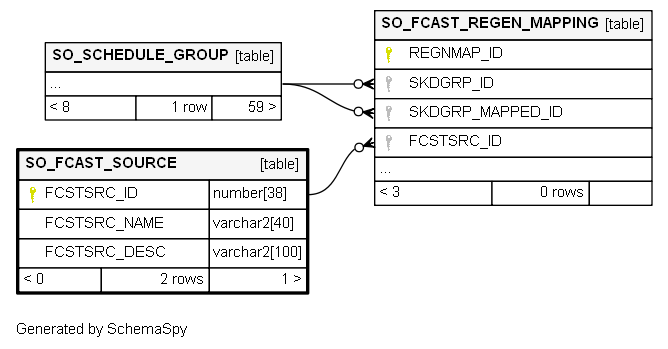 SO_SCHEDULE_GROUP [table]
...
< 8 1 row 59 >
SO_FCAST_SOURCE [table]
FCSTSRC_ID number[38]
FCSTSRC_NAME varchar2[40]
FCSTSRC_DESC varchar2[100]
< 0 2 rows 1 >
SO_FCAST_REGEN_MAPPING [table]
REGNMAP_ID
SKDGRP_ID
SKDGRP_MAPPED_ID
FCSTSRC_ID
...
< 3 0 rows
Generated by SchemaSpy